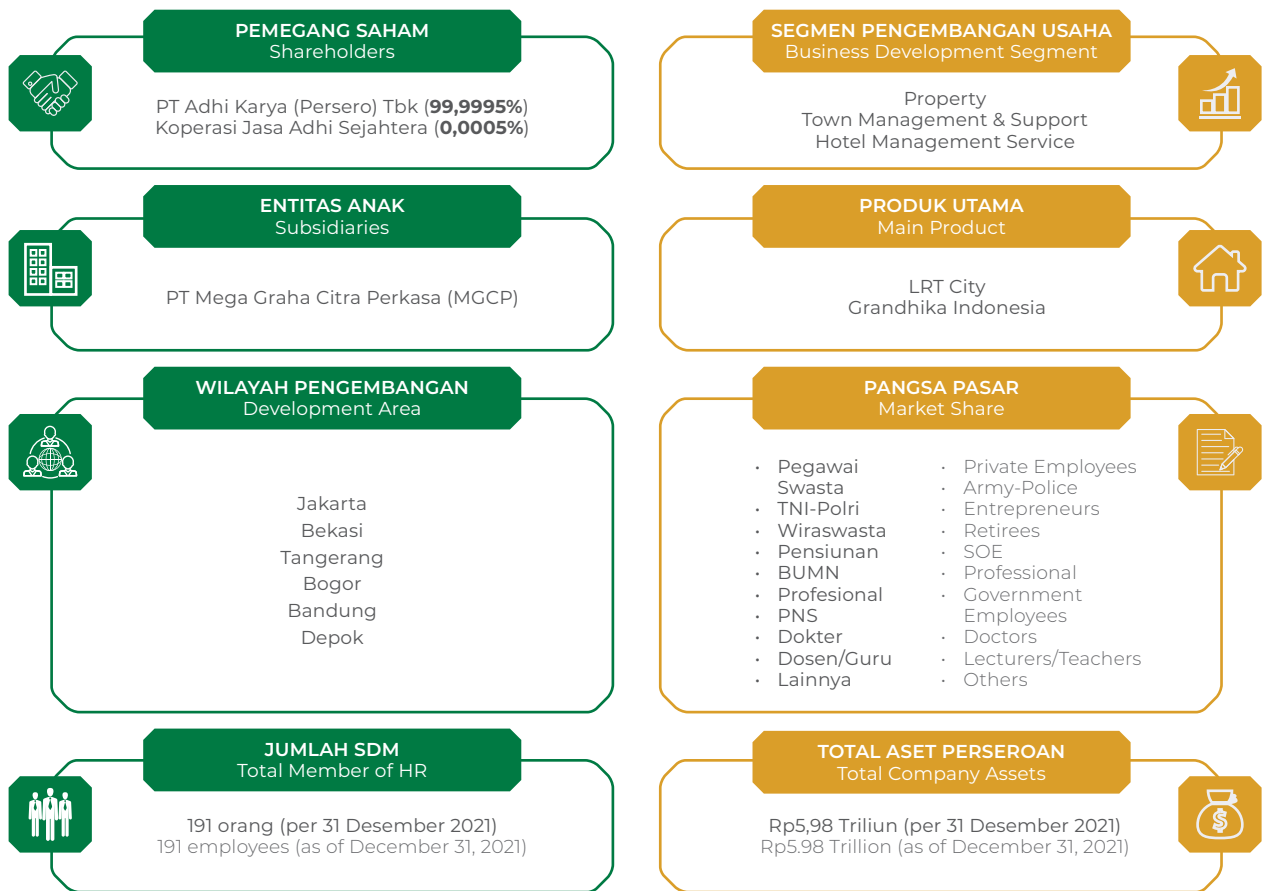 PEMEGANG SAHAM
Shareholders
PT Adhi Karya (Persero) Tbk (99,9995%)
Koperasi Jasa Adhi Sejahtera (0,0005%)
SEGMEN PENGEMBANGAN USAHA
Business Development Segment
Property
Town Management & Support
Hotel Management Service
ENTITAS ANAK
Subsidiaries
PT Mega Graha Citra Perkasa (MGCP)
PRODUK UTAMA
Main Product
LRT City
Grandhika Indonesia
WILAYAH PENGEMBANGAN
Development Area
Jakarta
Bekasi
Tangerang
Bogor
Bandung
Depok
PANGSA PASAR
Market Share
• Pegawai
Swasta
• TNI-Polri
• Wiraswasta
• Pensiunan
• BUMN
• Profesional
• PNS
• Dokter
• Dosen/Guru
• Lainnya
• Private Employees
• Army-Police
• Entrepreneurs
• Retirees
• SOE
• Professional
• Government
Employees
• Doctors
• Lecturers/Teachers
• Others
JUMLAH SDM
Total Member of HR
191 orang (per 31 Desember 2021)
191 employees (as of December 31, 2021)
TOTAL ASET PERSEROAN
Total Company Assets
Rp5,98 Triliun (per 31 Desember 2021)
Rp5.98 Trillion (as of December 31, 2021)
$